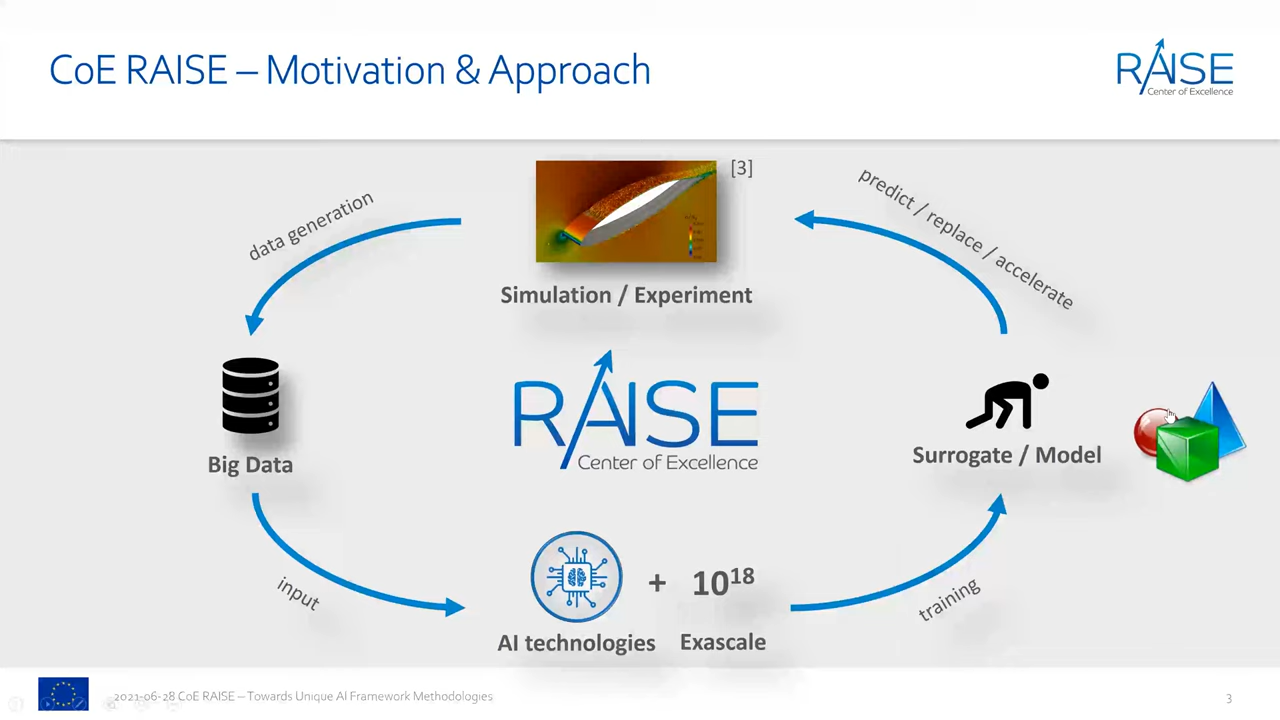 CoE RAISE – Motivation & Approach
RAISE
Center of Excellence
[3]
data generation
predict / replace / accelerate
Simulation / Experiment
RAISE
Center of Excellence
Big Data
Surrogate / Model
input
+ 10¹⁸
training
AI technologies Exascale
2021-06-28 CoE RAISE – Towards Unique AI Framework Methodologies
3